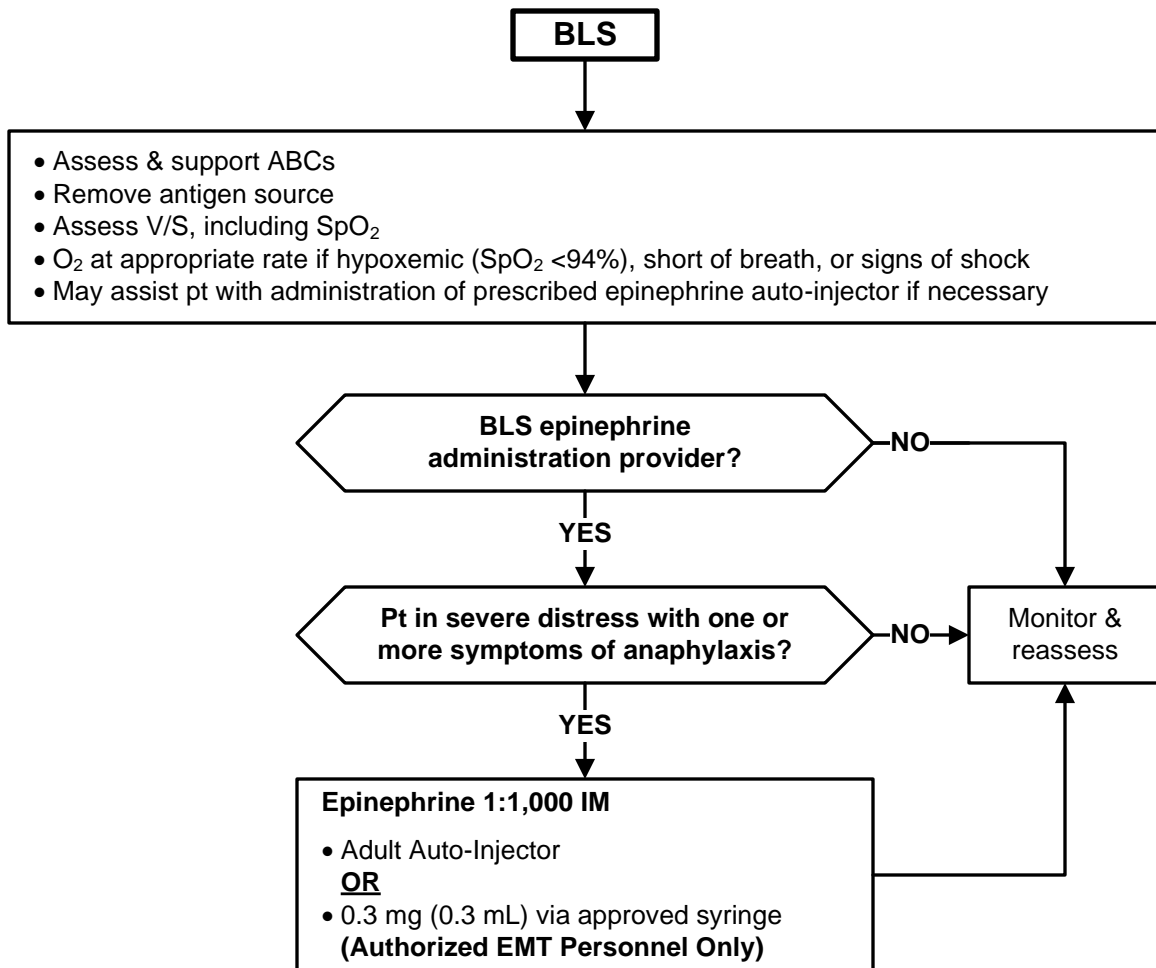 BLS
• Assess & support ABCs
• Remove antigen source
• Assess V/S, including SpO₂
• O₂ at appropriate rate if hypoxemic (SpO₂ <94%), short of breath, or signs of shock
• May assist pt with administration of prescribed epinephrine auto-injector if necessary
BLS epinephrine
administration provider?
NO
YES
Pt in severe distress with one or
more symptoms of anaphylaxis?
NO
Monitor &
reassess
YES
Epinephrine 1:1,000 IM
• Adult Auto-Injector
OR
• 0.3 mg (0.3 mL) via approved syringe
(Authorized EMT Personnel Only)